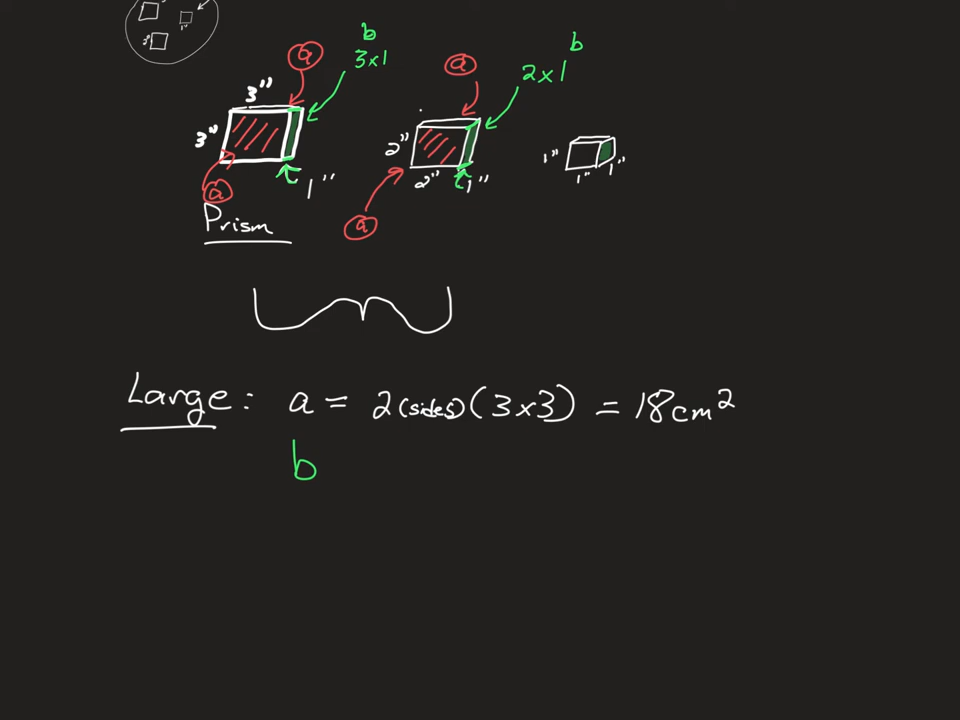 b
3x1
a
3"
3"
a
1"
Prism
b
2x1
a
2"
2"
1"
a
1"
1"
1"
Large: a = 2(sides)(3x3) = 18cm²
b